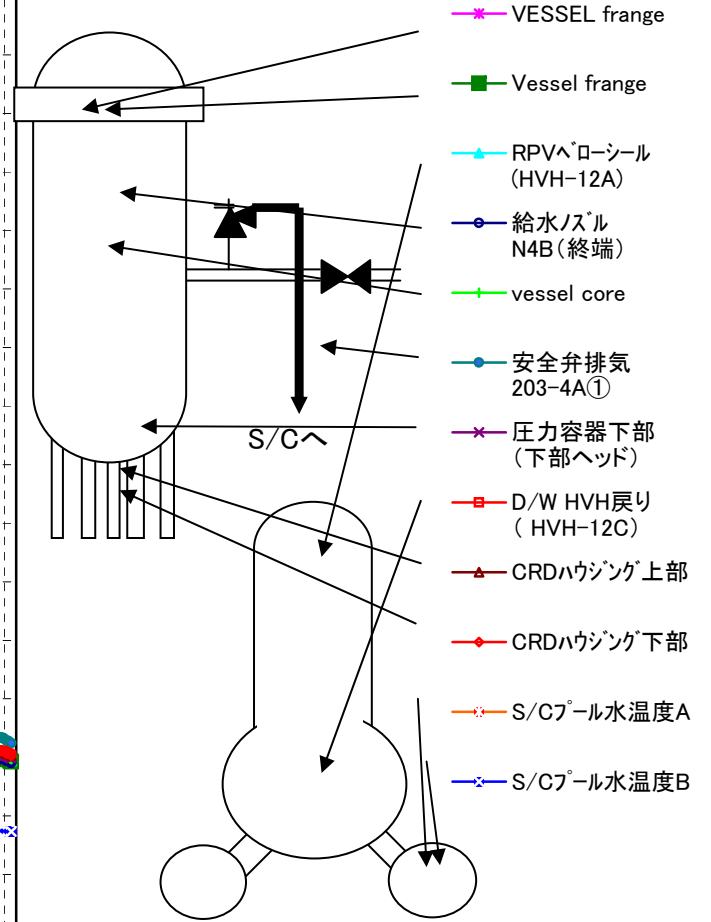 VESSEL frange
Vessel frange
RPVベローシール
(HVH-12A)
給水ノズル
N4B(終端)
vessel core
安全弁排気
203-4A①
圧力容器下部
(下部ヘッド)
D/W HVH戻り
( HVH-12C)
CRDハウジング上部
CRDハウジング下部
S/Cプール水温度A
S/Cプール水温度B
S/Cへ